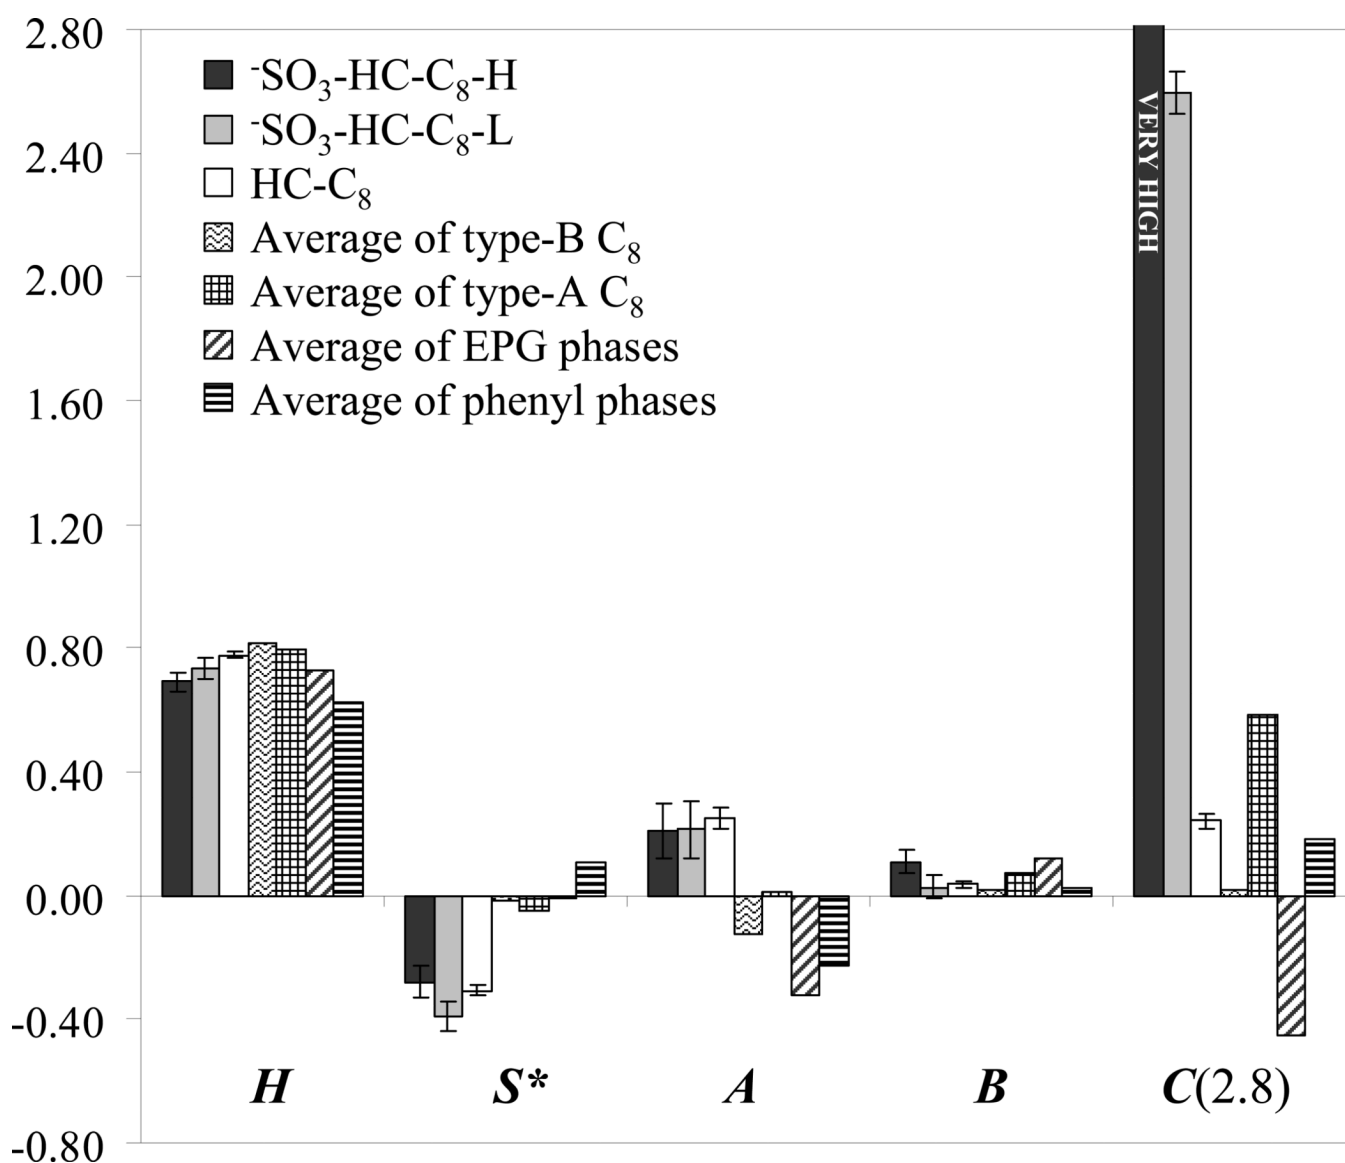 2.80
⁻SO₃-HC-C₈-H
⁻SO₃-HC-C₈-L
2.40
HC-C₈
Average of type-B C₈
2.00
Average of type-A C₈
Average of EPG phases
1.60
Average of phenyl phases
VERY HIGH
1.20
0.80
0.40
0.00
-0.40
H S* A B C(2.8)
-0.80